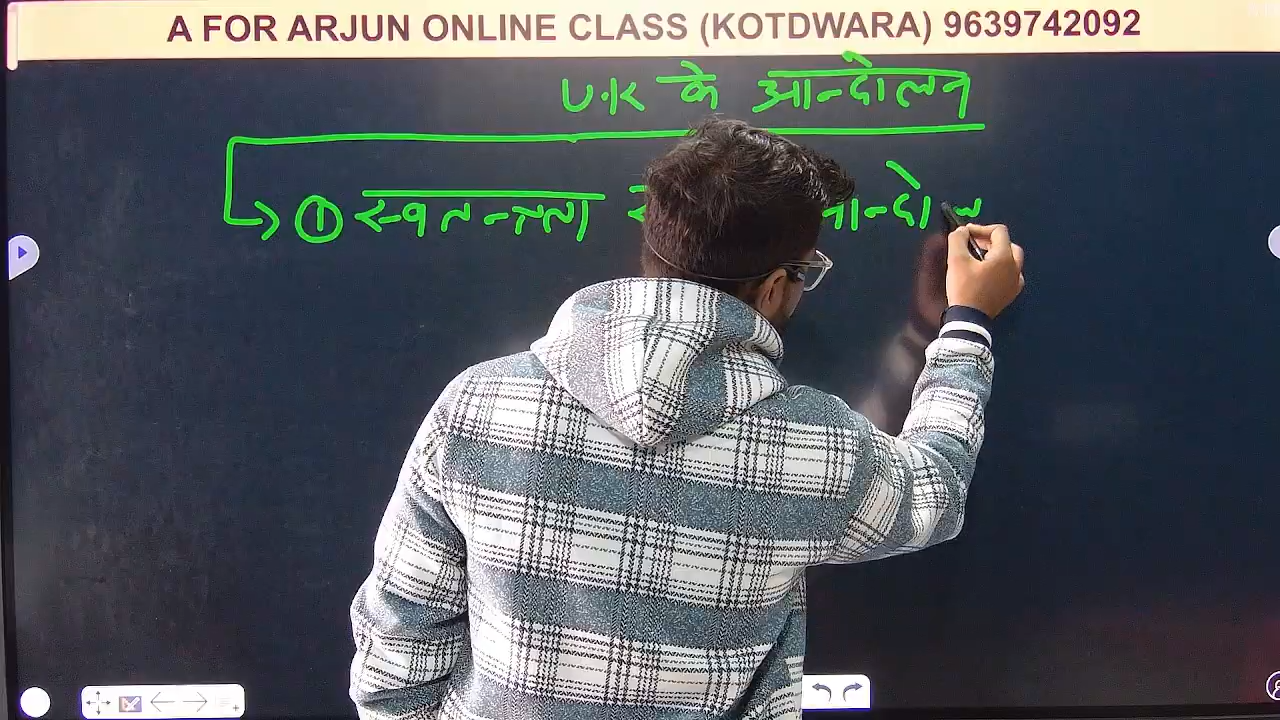 A FOR ARJUN ONLINE CLASS (KOTDWARA) 9639742092
U.K के आन्दोलन
① स्वतन्त्रता